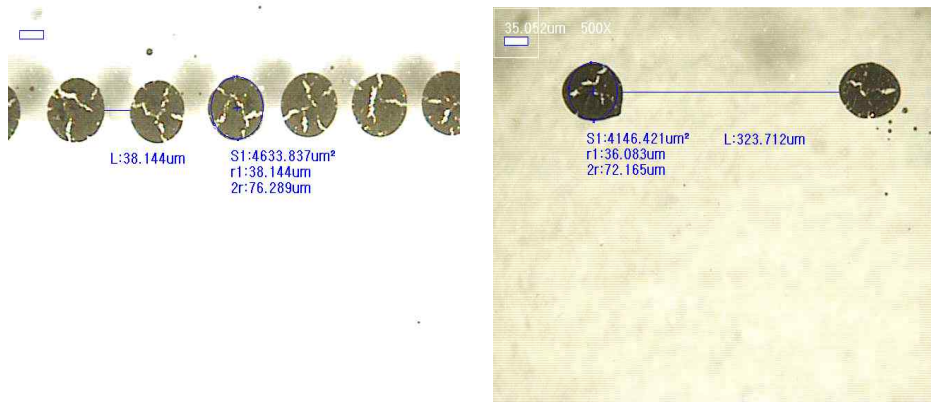 L:38.144um
S1:4633.837um²
r1:38.144um
2r:76.289um
35.052um 500X
S1:4146.421um²
r1:36.083um
2r:72.165um
L:323.712um